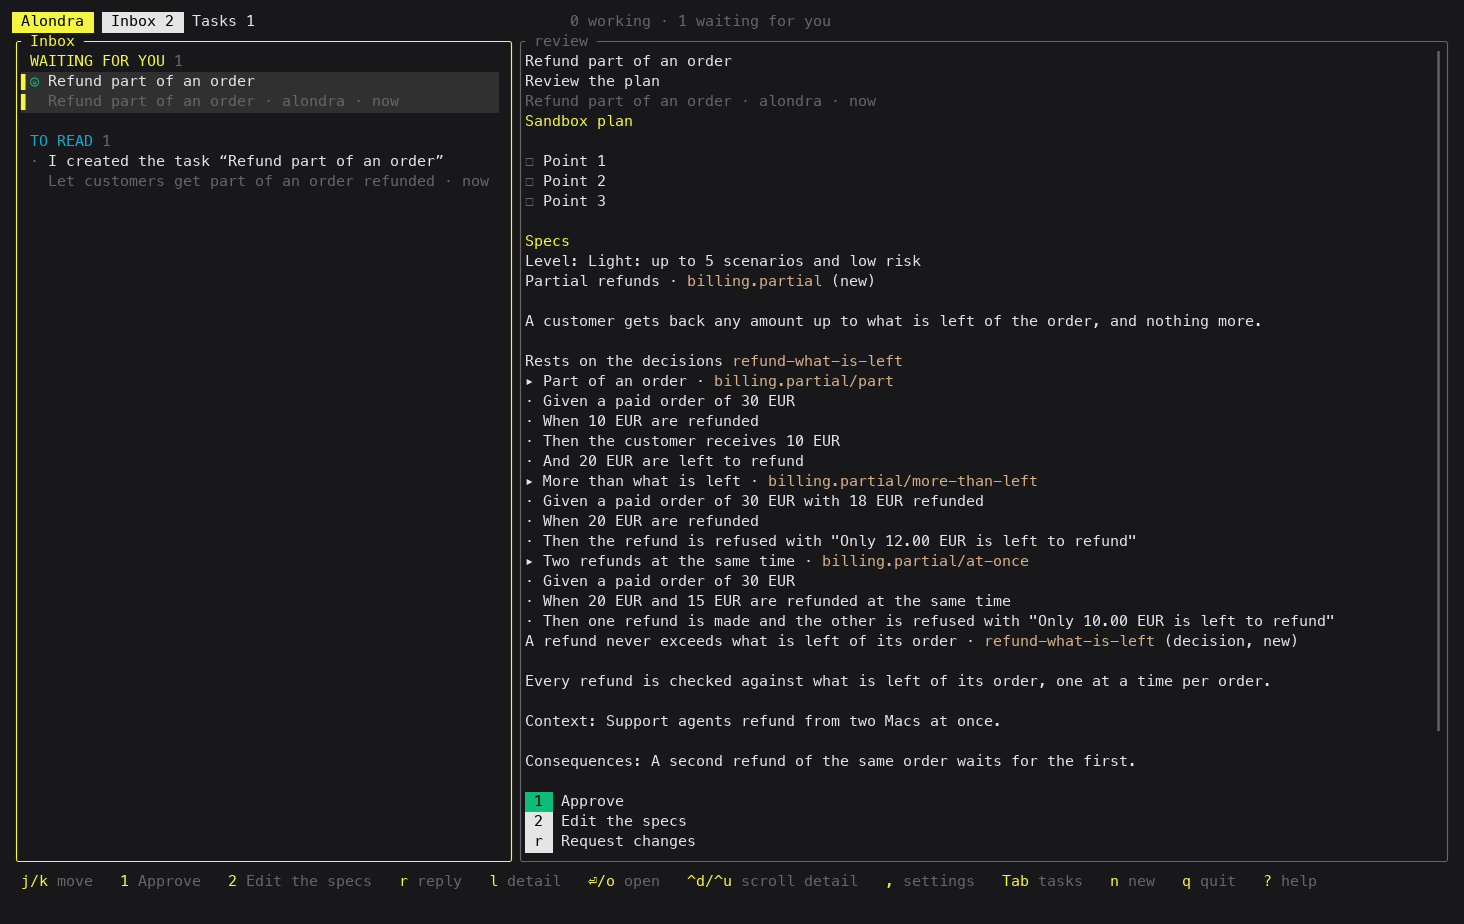 Alondra Inbox 2 Tasks 1 0 working · 1 waiting for you
Inbox
WAITING FOR YOU 1
☺ Refund part of an order
Refund part of an order · alondra · now
TO READ 1
· I created the task “Refund part of an order”
Let customers get part of an order refunded · now
review
Refund part of an order
Review the plan
Refund part of an order · alondra · now
Sandbox plan
☐ Point 1
☐ Point 2
☐ Point 3
Specs
Level: Light: up to 5 scenarios and low risk
Partial refunds · billing.partial (new)
A customer gets back any amount up to what is left of the order, and nothing more.
Rests on the decisions refund-what-is-left
▸ Part of an order · billing.partial/part
· Given a paid order of 30 EUR
· When 10 EUR are refunded
· Then the customer receives 10 EUR
· And 20 EUR are left to refund
▸ More than what is left · billing.partial/more-than-left
· Given a paid order of 30 EUR with 18 EUR refunded
· When 20 EUR are refunded
· Then the refund is refused with "Only 12.00 EUR is left to refund"
▸ Two refunds at the same time · billing.partial/at-once
· Given a paid order of 30 EUR
· When 20 EUR and 15 EUR are refunded at the same time
· Then one refund is made and the other is refused with "Only 10.00 EUR is left to refund"
A refund never exceeds what is left of its order · refund-what-is-left (decision, new)
Every refund is checked against what is left of its order, one at a time per order.
Context: Support agents refund from two Macs at once.
Consequences: A second refund of the same order waits for the first.
1 Approve
2 Edit the specs
r Request changes
j/k move 1 Approve 2 Edit the specs r reply l detail ⏎/o open ^d/^u scroll detail , settings Tab tasks n new q quit ? help